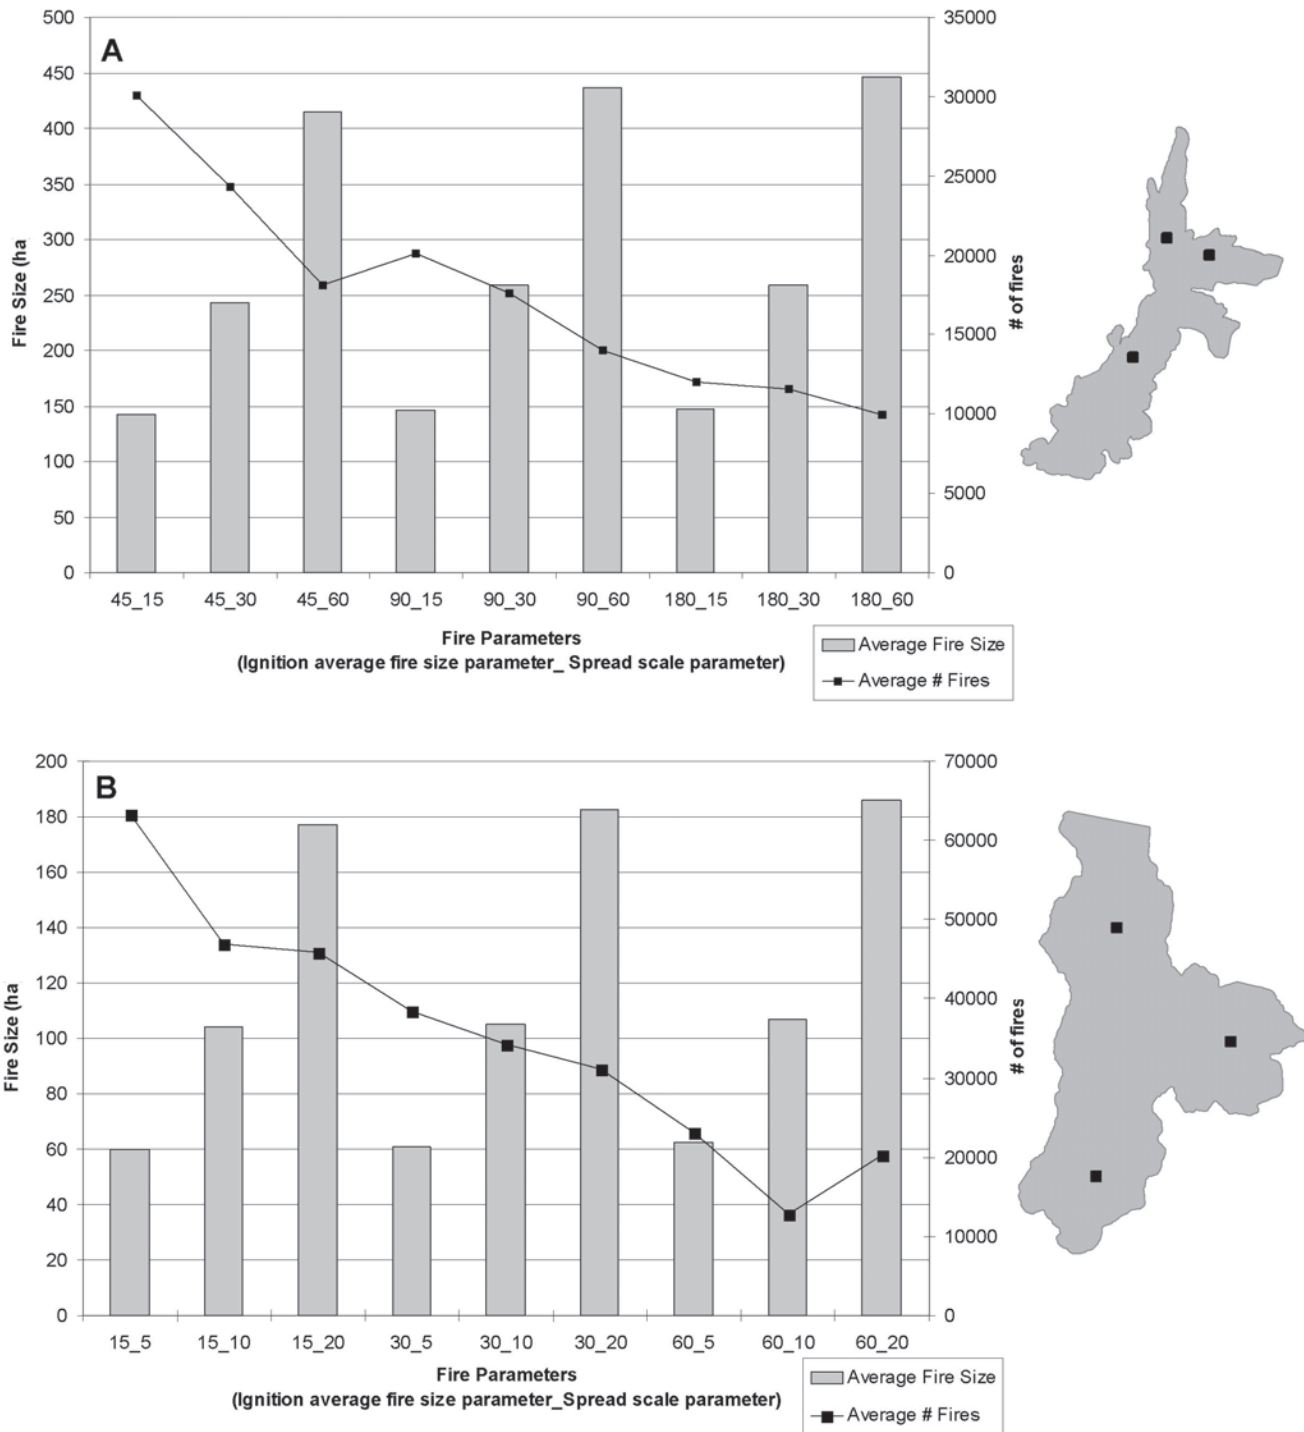 A
500
450
400
350
300
250
200
150
100
50
0
Fire Size (ha
35000
30000
25000
20000
15000
10000
5000
0
# of fires
45_15 45_30 45_60 90_15 90_30 90_60 180_15 180_30 180_60
Fire Parameters
(Ignition average fire size parameter_ Spread scale parameter)
Average Fire Size
Average # Fires
B
200
180
160
140
120
100
80
60
40
20
0
Fire Size (ha
70000
60000
50000
40000
30000
20000
10000
0
# of fires
15_5 15_10 15_20 30_5 30_10 30_20 60_5 60_10 60_20
Fire Parameters
(Ignition average fire size parameter_Spread scale parameter)
Average Fire Size
Average # Fires